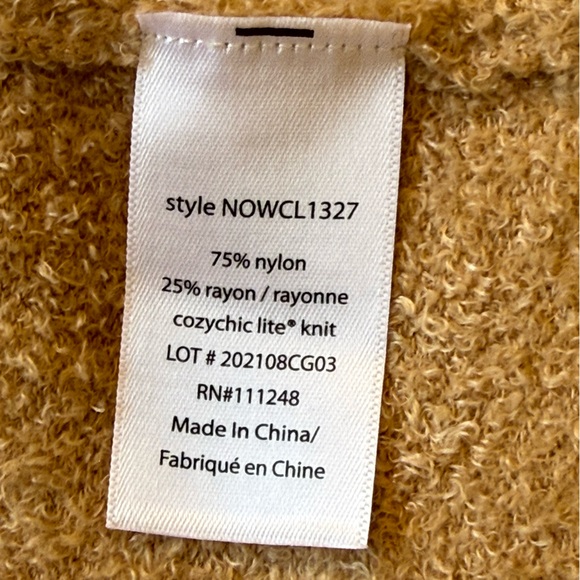 style NOWCL1327
75% nylon
25% rayon / rayonne
cozychic lite® knit
LOT # 202108CG03
RN#111248
Made In China/
Fabriqué en Chine